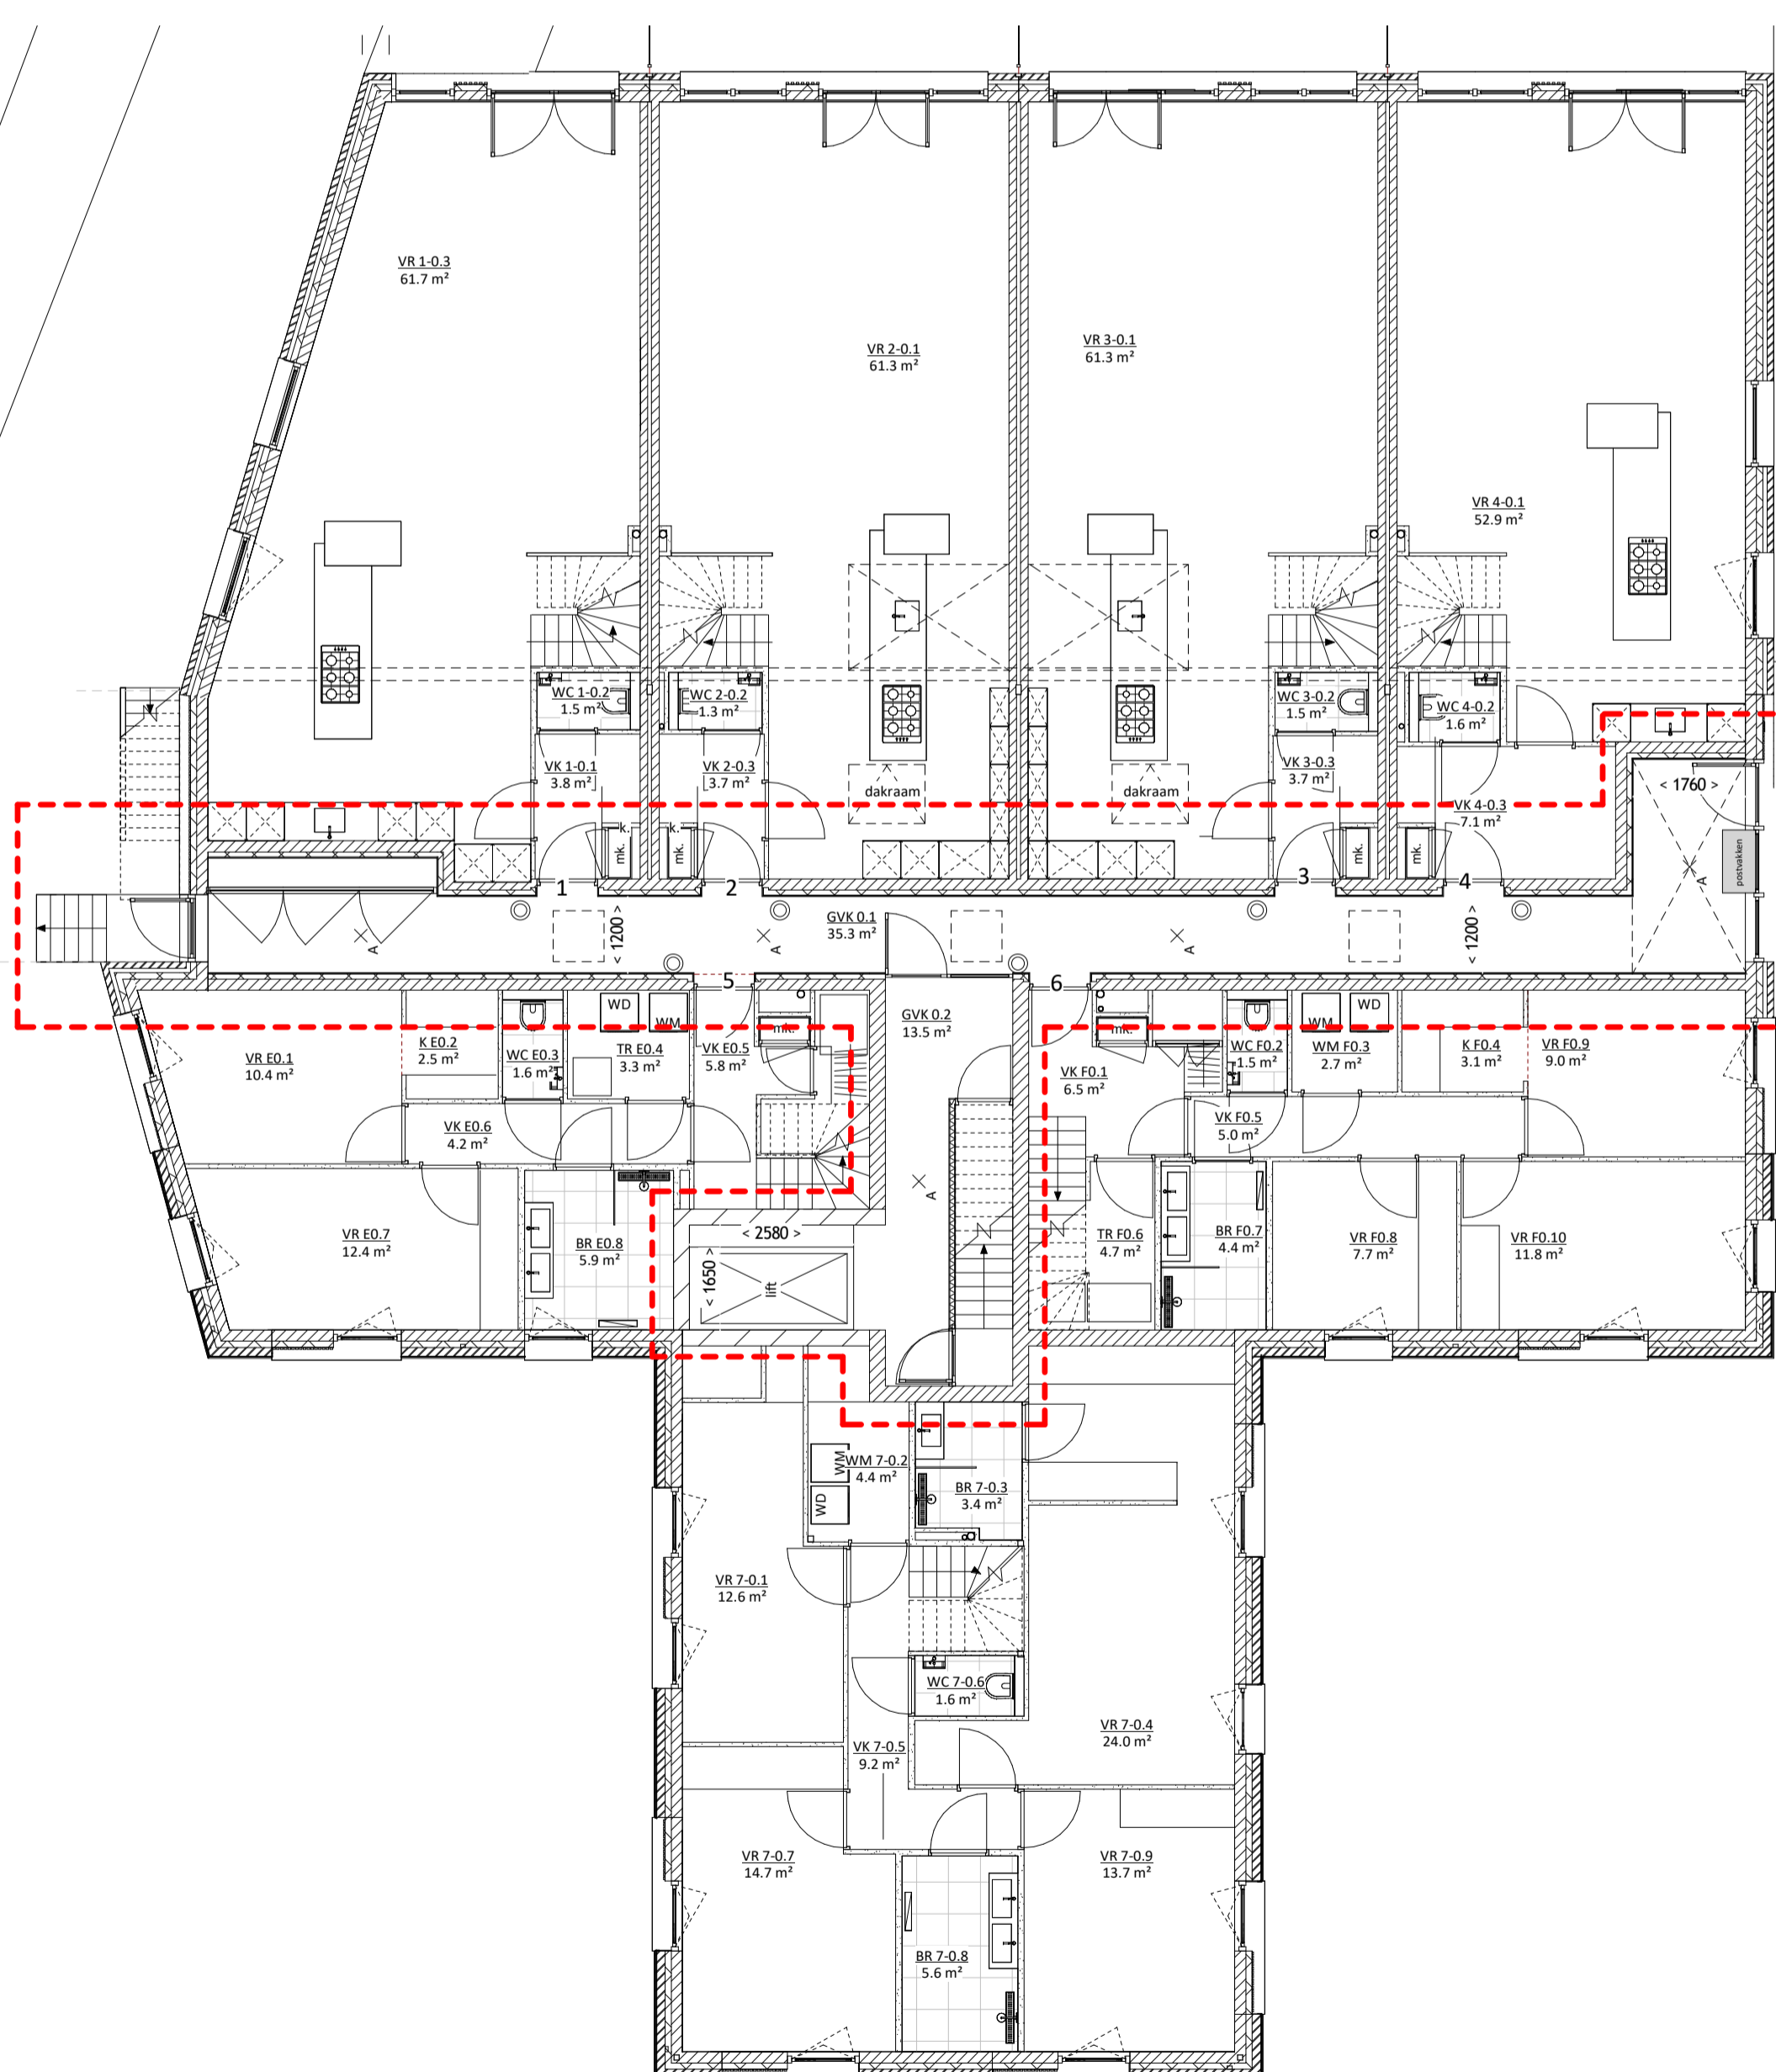 VR 1-0.3
61.7 m²
VR 2-0.1
61.3 m²
VR 3-0.1
61.3 m²
VR 4-0.1
52.9 m²
WC 1-0.2
1.5 m²
WC 2-0.2
1.3 m²
WC 3-0.2
1.5 m²
WC 4-0.2
1.6 m²
VK 1-0.1
3.8 m²
VK 2-0.3
3.7 m²
VK 3-0.3
3.7 m²
VK 4-0.3
7.1 m²
dakraam
dakraam
< 1760 >
k.
k.
mk.
mk.
mk.
mk.
postvakken
1
2
3
4
A
GVK 0.1
35.3 m²
< 1200 >
< 1200 >
A
A
A
5
6
GVK 0.2
13.5 m²
VR E0.1
10.4 m²
K E0.2
2.5 m²
WC E0.3
1.6 m²
WD
WM
TR E0.4
3.3 m²
VK E0.5
5.8 m²
mk.
VK E0.6
4.2 m²
VR E0.7
12.4 m²
BR E0.8
5.9 m²
< 2580 >
< 1650 >
lift
A
VK F0.1
6.5 m²
mk.
WC F0.2
1.5 m²
WM
WD
WM F0.3
2.7 m²
K F0.4
3.1 m²
VR F0.9
9.0 m²
VK F0.5
5.0 m²
TR F0.6
4.7 m²
BR F0.7
4.4 m²
VR F0.8
7.7 m²
VR F0.10
11.8 m²
WM
WD
WM 7-0.2
4.4 m²
BR 7-0.3
3.4 m²
VR 7-0.1
12.6 m²
WC 7-0.6
1.6 m²
VR 7-0.4
24.0 m²
VK 7-0.5
9.2 m²
VR 7-0.7
14.7 m²
VR 7-0.9
13.7 m²
BR 7-0.8
5.6 m²